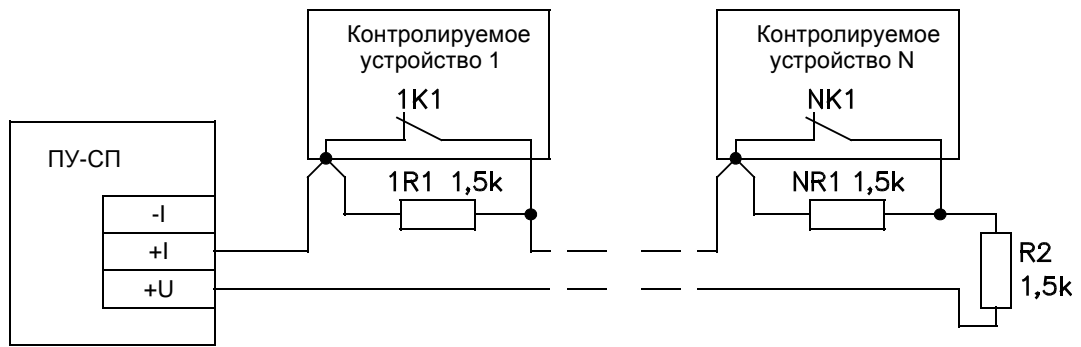 Контролируемое
устройство 1
1K1
1R1 1,5k
Контролируемое
устройство N
NK1
NR1 1,5k
ПУ-СП
-I
+I
+U
R2
1,5k